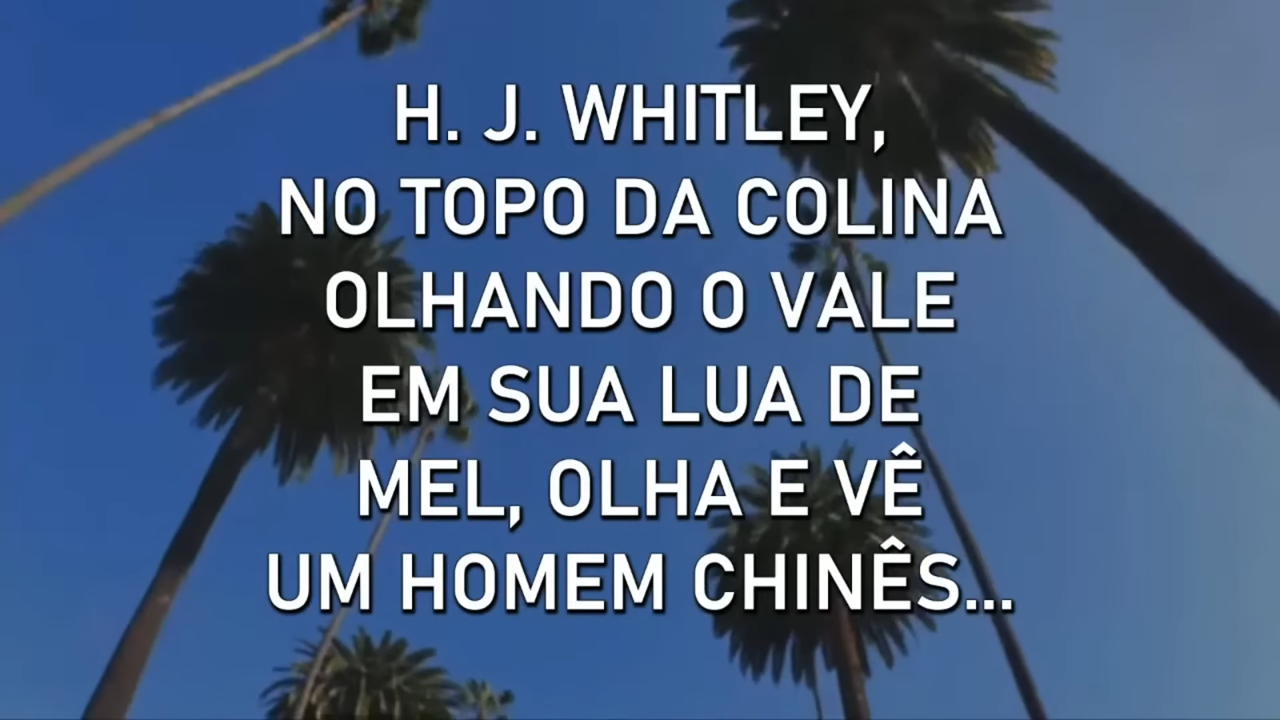 H. J. WHITLEY,
NO TOPO DA COLINA
OLHANDO O VALE
EM SUA LUA DE
MEL, OLHA E VÊ
UM HOMEM CHINÊS...